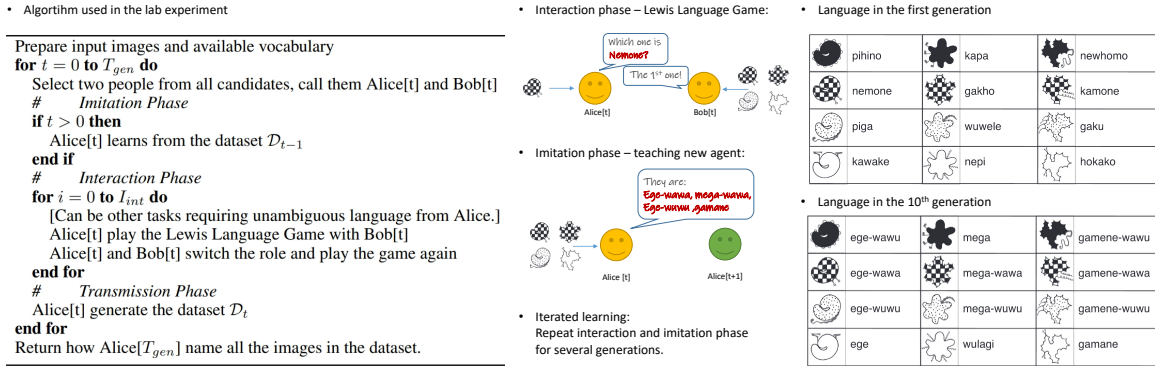 • Algortihm used in the lab experiment
Prepare input images and available vocabulary
for t = 0 to T_gen do
Select two people from all candidates, call them Alice[t] and Bob[t]
# Imitation Phase
if t > 0 then
Alice[t] learns from the dataset D_{t−1}
end if
# Interaction Phase
for i = 0 to I_int do
[Can be other tasks requiring unambiguous language from Alice.]
Alice[t] play the Lewis Language Game with Bob[t]
Alice[t] and Bob[t] switch the role and play the game again
end for
# Transmission Phase
Alice[t] generate the dataset D_t
end for
Return how Alice[T_gen] name all the images in the dataset.
• Interaction phase – Lewis Language Game:
Which one is
Nemone?
The 1st one!
Alice[t]
Bob[t]
• Imitation phase – teaching new agent:
They are:
Ege-wawa, mega-wawa,
Ege-wuwu ,gamane
Alice [t]
Alice[t+1]
• Iterated learning:
Repeat interaction and imitation phase
for several generations.
• Language in the first generation
pihino kapa newhomo
nemone gakho kamone
piga wuwele gaku
kawake nepi hokako
• Language in the 10th generation
ege-wawu mega gamene-wawu
ege-wawa mega-wawa gamene-wawa
ege-wuwu mega-wuwu gamene-wuwu
ege wulagi gamane